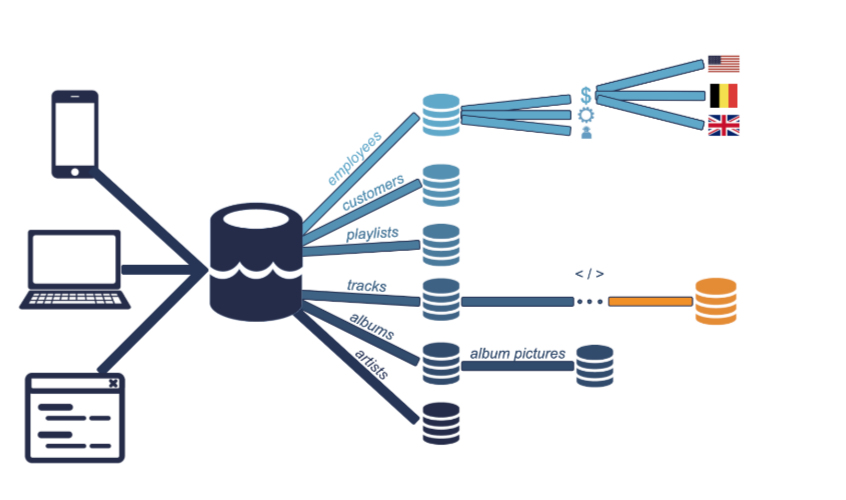 employees
customers
playlists
tracks
albums
artists
$
</>
album pictures